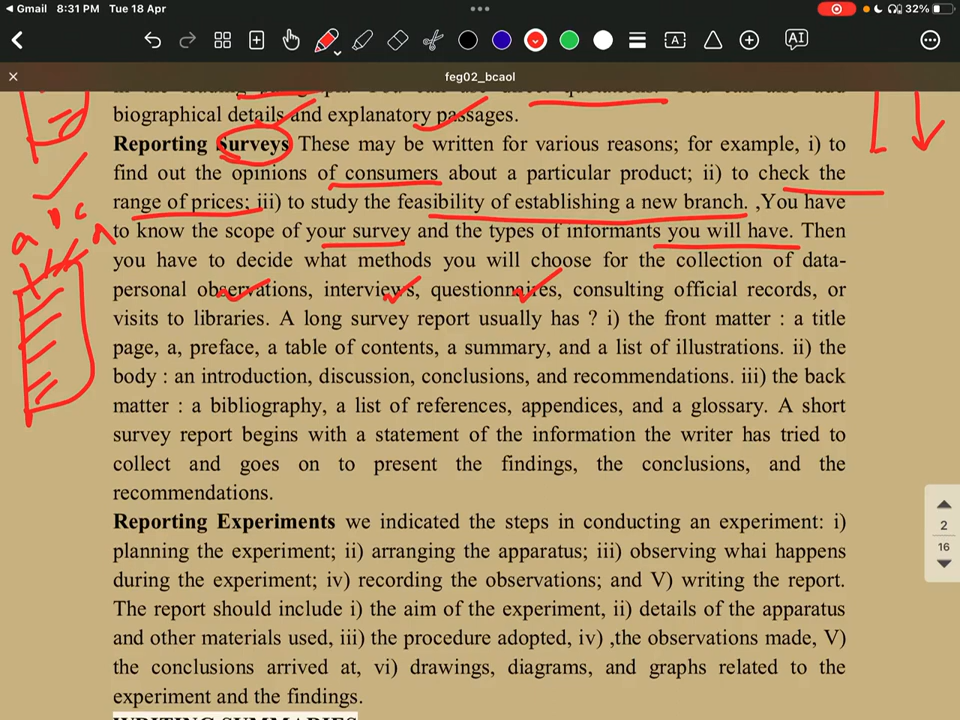 Gmail 8:31 PM Tue 18 Apr 32%
AI
feg02_bcaol
biographical details and explanatory passages.
Reporting Surveys These may be written for various reasons; for example, i) to
find out the opinions of consumers about a particular product; ii) to check the
range of prices; iii) to study the feasibility of establishing a new branch. ,You have
to know the scope of your survey and the types of informants you will have. Then
you have to decide what methods you will choose for the collection of data-
personal observations, interviews, questionnaires, consulting official records, or
visits to libraries. A long survey report usually has ? i) the front matter : a title
page, a, preface, a table of contents, a summary, and a list of illustrations. ii) the
body : an introduction, discussion, conclusions, and recommendations. iii) the back
matter : a bibliography, a list of references, appendices, and a glossary. A short
survey report begins with a statement of the information the writer has tried to
collect and goes on to present the findings, the conclusions, and the
recommendations.
Reporting Experiments we indicated the steps in conducting an experiment: i)
planning the experiment; ii) arranging the apparatus; iii) observing whai happens
during the experiment; iv) recording the observations; and V) writing the report.
The report should include i) the aim of the experiment, ii) details of the apparatus
and other materials used, iii) the procedure adopted, iv) ,the observations made, V)
the conclusions arrived at, vi) drawings, diagrams, and graphs related to the
experiment and the findings.
WRITING SUMMARIES
2
16